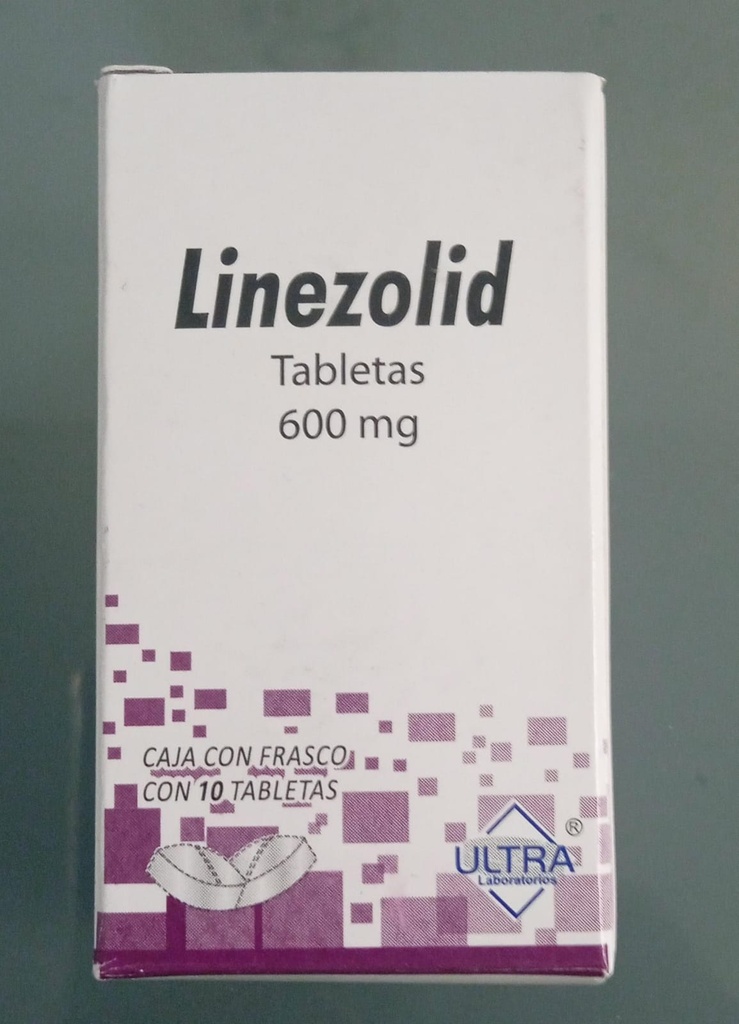 Linezolid
Tabletas
600 mg
CAJA CON FRASCO
CON 10 TABLETAS
ULTRA ®
Laboratorios